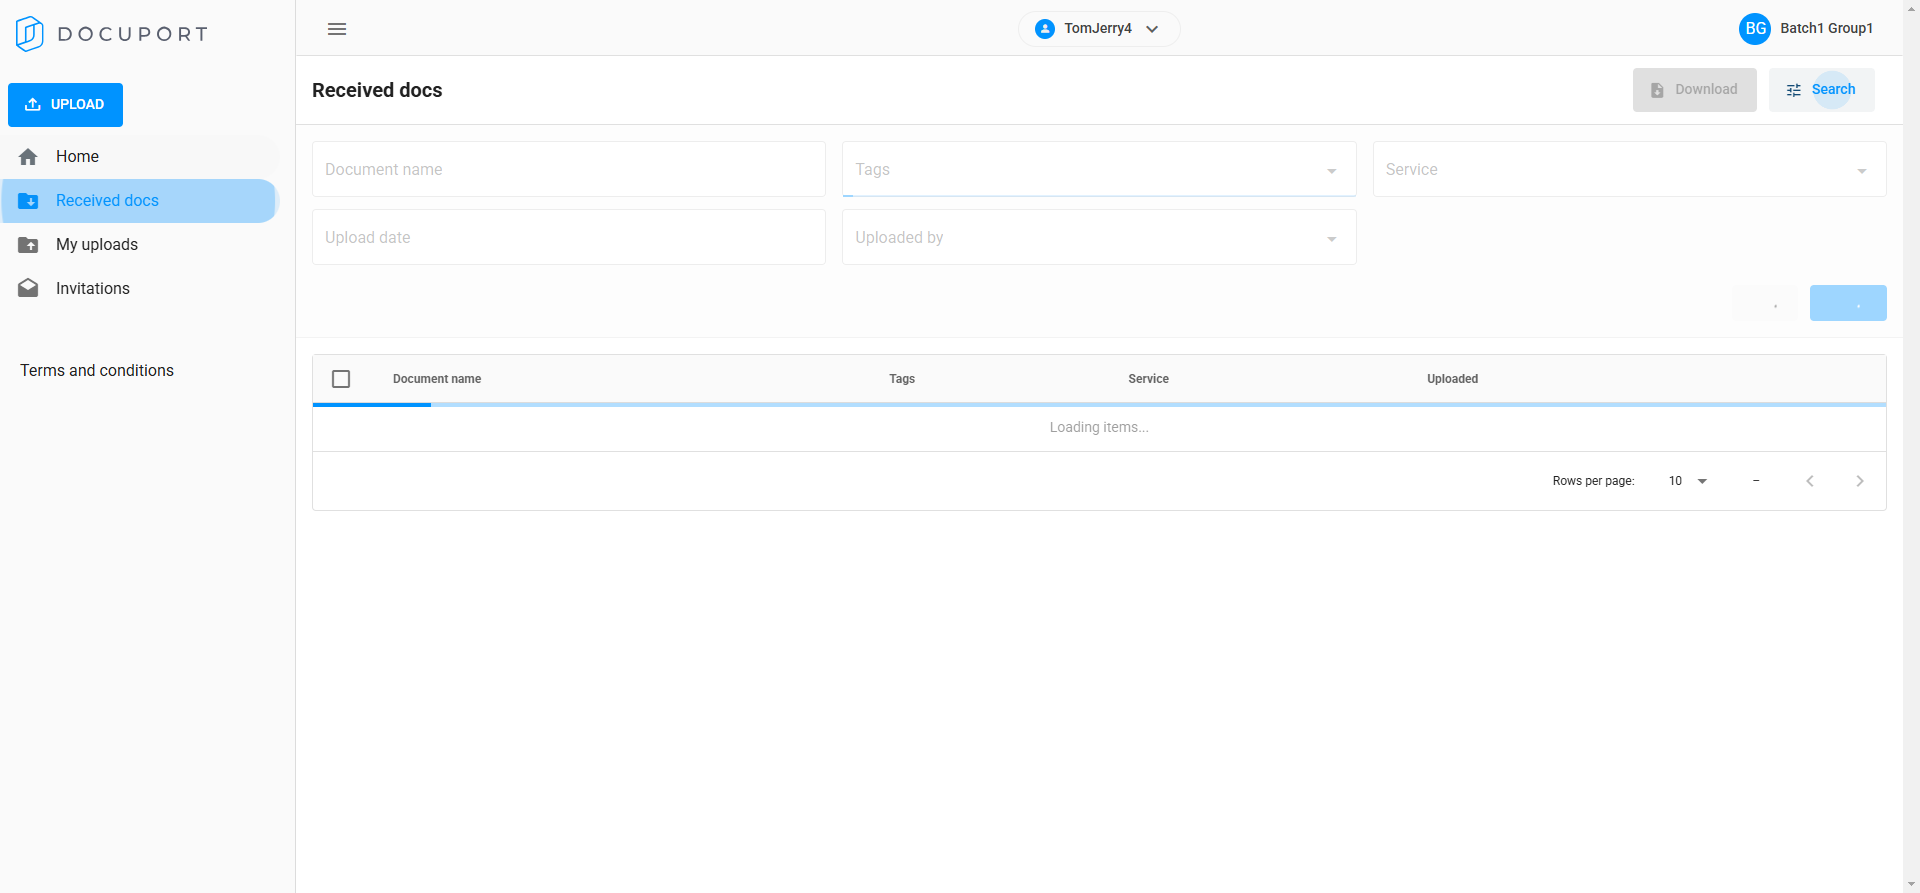 DOCUPORT
TomJerry4
BG Batch1 Group1
UPLOAD
Home
Received docs
My uploads
Invitations
Terms and conditions
Received docs
Download
Search
Document name
Tags
Service
Upload date
Uploaded by
Document name Tags Service Uploaded
Loading items...
Rows per page: 10 –